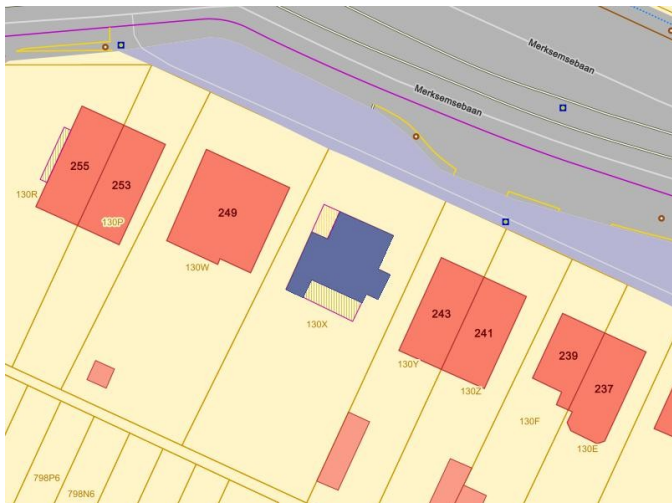 Merksemsebaan
Merksemsebaan
255
253
130R
130P
249
130W
130X
243
241
130Y
130Z
239
237
130F
130E
798P6
798N6